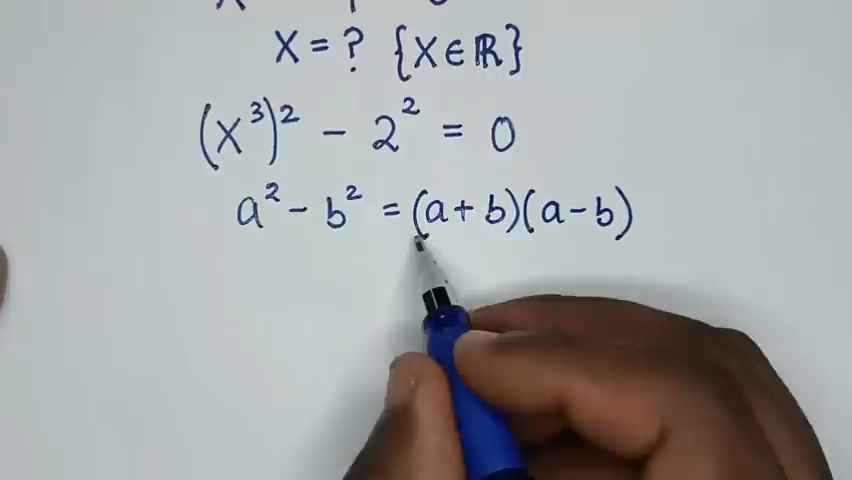 X = ? {X ∈ ℝ}
(X³)² - 2² = 0
a² - b² = (a + b)(a - b)